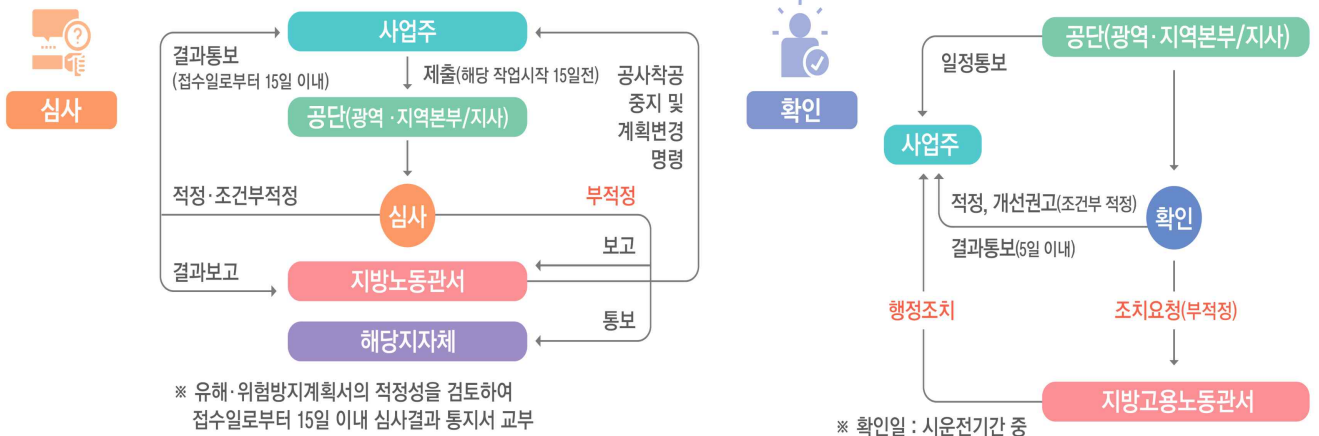 심사
사업주
결과통보
(접수일로부터 15일 이내)
제출(해당 작업시작 15일전)
공사착공
중지 및
계획변경
명령
공단(광역·지역본부/지사)
적정·조건부적정
심사
부적정
보고
결과보고
지방노동관서
통보
해당지자체
※ 유해·위험방지계획서의 적정성을 검토하여
접수일로부터 15일 이내 심사결과 통지서 교부
확인
공단(광역·지역본부/지사)
일정통보
사업주
적정, 개선권고(조건부 적정)
확인
결과통보(5일 이내)
행정조치
조치요청(부적정)
지방고용노동관서
※ 확인일 : 시운전기간 중